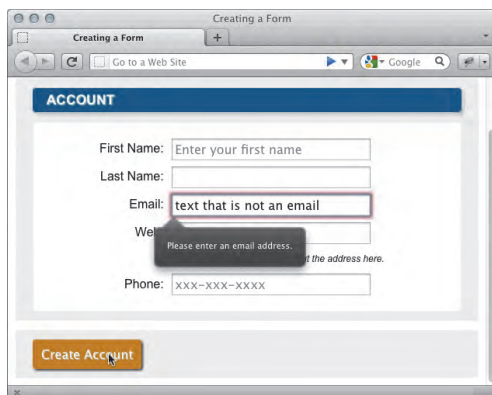 Creating a Form
Creating a Form +
Go to a Web Site Google
ACCOUNT
First Name: Enter your first name
Last Name:
Email: text that is not an email
Web
Please enter an email address.
t the address here.
Phone: xxx-xxx-xxxx
Create Account
x